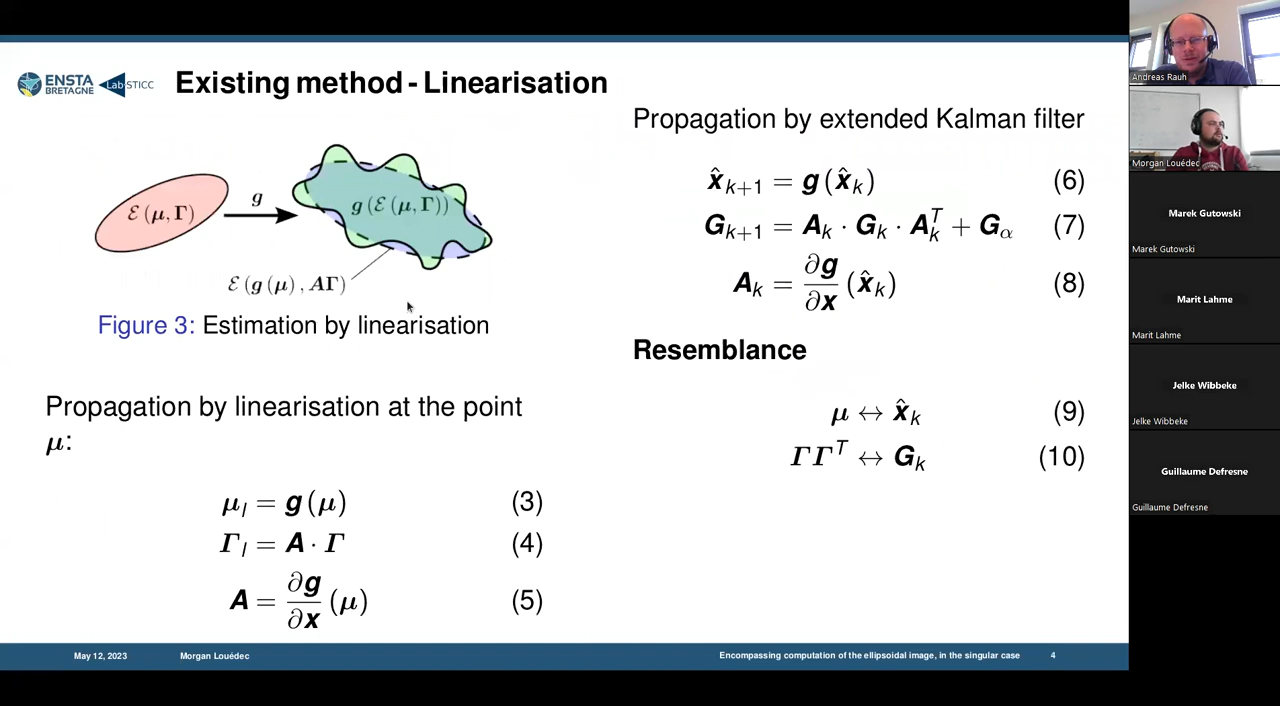 ENSTA
BRETAGNE
Lab-STICC
Existing method - Linearisation
ℰ(μ, Γ)
g
g(ℰ(μ, Γ))
ℰ(g(μ), AΓ)
Figure 3: Estimation by linearisation
Propagation by linearisation at the point
μ:
μ_l = g(μ) (3)
Γ_l = A · Γ (4)
A = ∂g/∂x (μ) (5)
Propagation by extended Kalman filter
x̂_{k+1} = g(x̂_k) (6)
G_{k+1} = A_k · G_k · A_k^T + G_α (7)
A_k = ∂g/∂x (x̂_k) (8)
Resemblance
μ ↔ x̂_k (9)
ΓΓ^T ↔ G_k (10)
May 12, 2023
Morgan Louédec
Encompassing computation of the ellipsoidal image, in the singular case
4
Andreas Rauh
Morgan Louédec
Marek Gutowski
Marek Gutowski
Marit Lahme
Marit Lahme
Jelke Wibbeke
Jelke Wibbeke
Guillaume Defresne
Guillaume Defresne